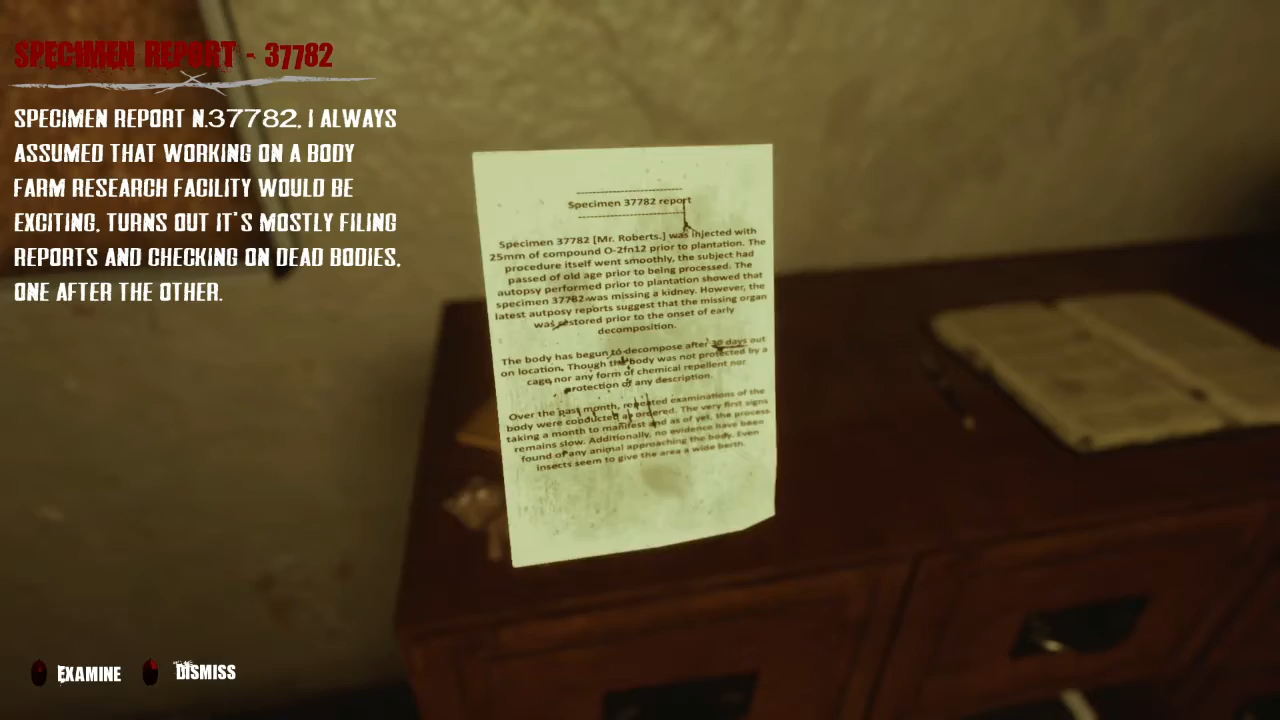 SPECIMEN REPORT - 37782
SPECIMEN REPORT N.37782, I ALWAYS
ASSUMED THAT WORKING ON A BODY
FARM RESEARCH FACILITY WOULD BE
EXCITING, TURNS OUT IT'S MOSTLY FILING
REPORTS AND CHECKING ON DEAD BODIES,
ONE AFTER THE OTHER.
Specimen 37782 report
Specimen 37782 [Mr. Roberts.] was injected with
25mm of compound O-2fn12 prior to plantation. The
procedure itself went smoothly, the subject had
passed of old age prior to being processed. The
autopsy performed prior to plantation showed that
specimen 37782 was missing a kidney. However, the
latest autposy reports suggest that the missing organ
was restored prior to the onset of early
decomposition.
The body has begun to decompose after 30 days out
on location. Though the body was not protected by a
cage nor any form of chemical repellent nor
protection of any description.
Over the past month, repeated examinations of the
body were conducted as ordered. The very first signs
taking a month to manifest and as of yet, the process
remains slow. Additionally, no evidence have been
found of any animal approaching the body. Even
insects seem to give the area a wide berth.
EXAMINE
DISMISS